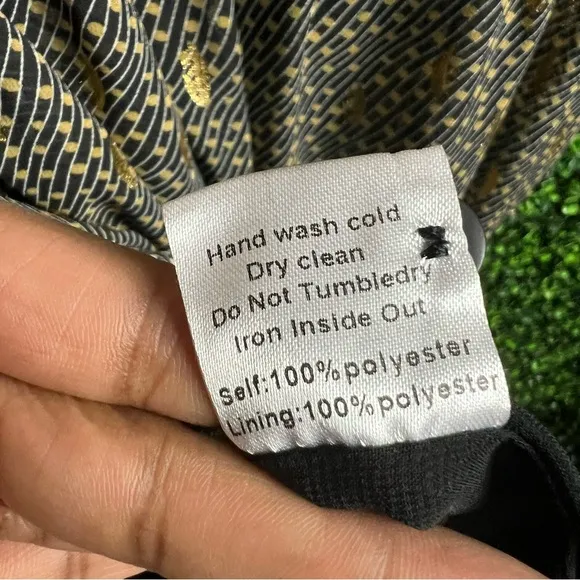 Hand wash cold
Dry clean
Do Not Tumbledry
Iron Inside Out
Self:100%polyester
Lining:100%polyester